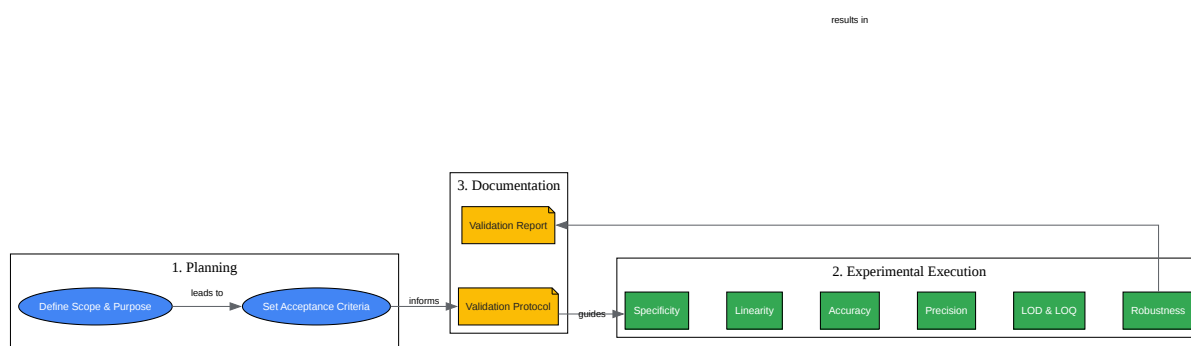 results in
3. Documentation
Validation Report
1. Planning
2. Experimental Execution
Define Scope & Purpose
leads to
Set Acceptance Criteria
informs
Validation Protocol
guides
Specificity
Linearity
Accuracy
Precision
LOD & LOQ
Robustness